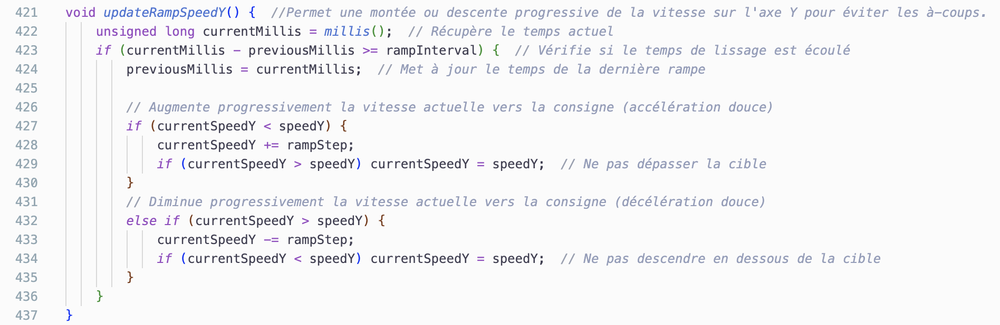 421 void updateRampSpeedY() { //Permet une montée ou descente progressive de la vitesse sur l'axe Y pour éviter les à-coups.
422 unsigned long currentMillis = millis(); // Récupère le temps actuel
423 if (currentMillis - previousMillis >= rampInterval) { // Vérifie si le temps de lissage est écoulé
424 previousMillis = currentMillis; // Met à jour le temps de la dernière rampe
425
426 // Augmente progressivement la vitesse actuelle vers la consigne (accélération douce)
427 if (currentSpeedY < speedY) {
428 currentSpeedY += rampStep;
429 if (currentSpeedY > speedY) currentSpeedY = speedY; // Ne pas dépasser la cible
430 }
431 // Diminue progressivement la vitesse actuelle vers la consigne (décélération douce)
432 else if (currentSpeedY > speedY) {
433 currentSpeedY -= rampStep;
434 if (currentSpeedY < speedY) currentSpeedY = speedY; // Ne pas descendre en dessous de la cible
435 }
436 }
437 }